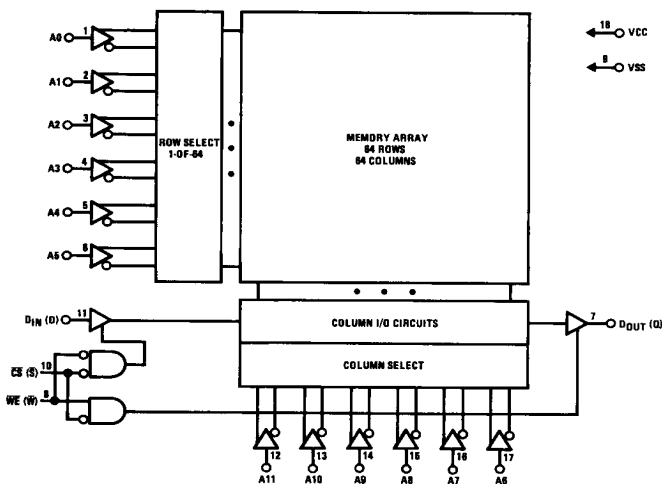 A0 1
A1 2
A2 3
A3 4
A4 5
A5 6
ROW SELECT
1-OF-64
MEMORY ARRAY
64 ROWS
64 COLUMNS
18 VCC
9 VSS
DIN (D) 11
COLUMN I/O CIRCUITS
7 DOUT (Q)
COLUMN SELECT
C̅S̅ (S̅) 10
W̅E̅ (W̅) 8
12 13 14 15 16 17
A11 A10 A9 A8 A7 A6